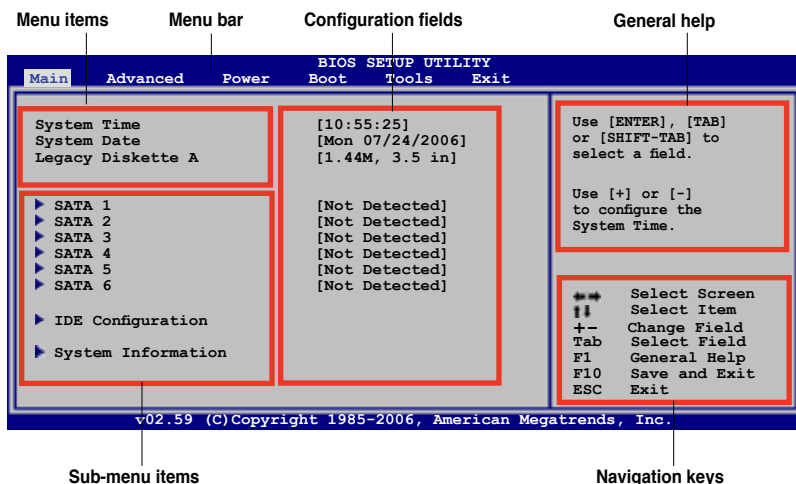 Menu items Menu bar Configuration fields General help
BIOS SETUP UTILITY
Main Advanced Power Boot Tools Exit
System Time [10:55:25]
System Date [Mon 07/24/2006]
Legacy Diskette A [1.44M, 3.5 in]
SATA 1 [Not Detected]
SATA 2 [Not Detected]
SATA 3 [Not Detected]
SATA 4 [Not Detected]
SATA 5 [Not Detected]
SATA 6 [Not Detected]
IDE Configuration
System Information
Use [ENTER], [TAB]
or [SHIFT-TAB] to
select a field.
Use [+] or [-]
to configure the
System Time.
Select Screen
Select Item
+- Change Field
Tab Select Field
F1 General Help
F10 Save and Exit
ESC Exit
v02.59 (C)Copyright 1985-2006, American Megatrends, Inc.
Sub-menu items Navigation keys